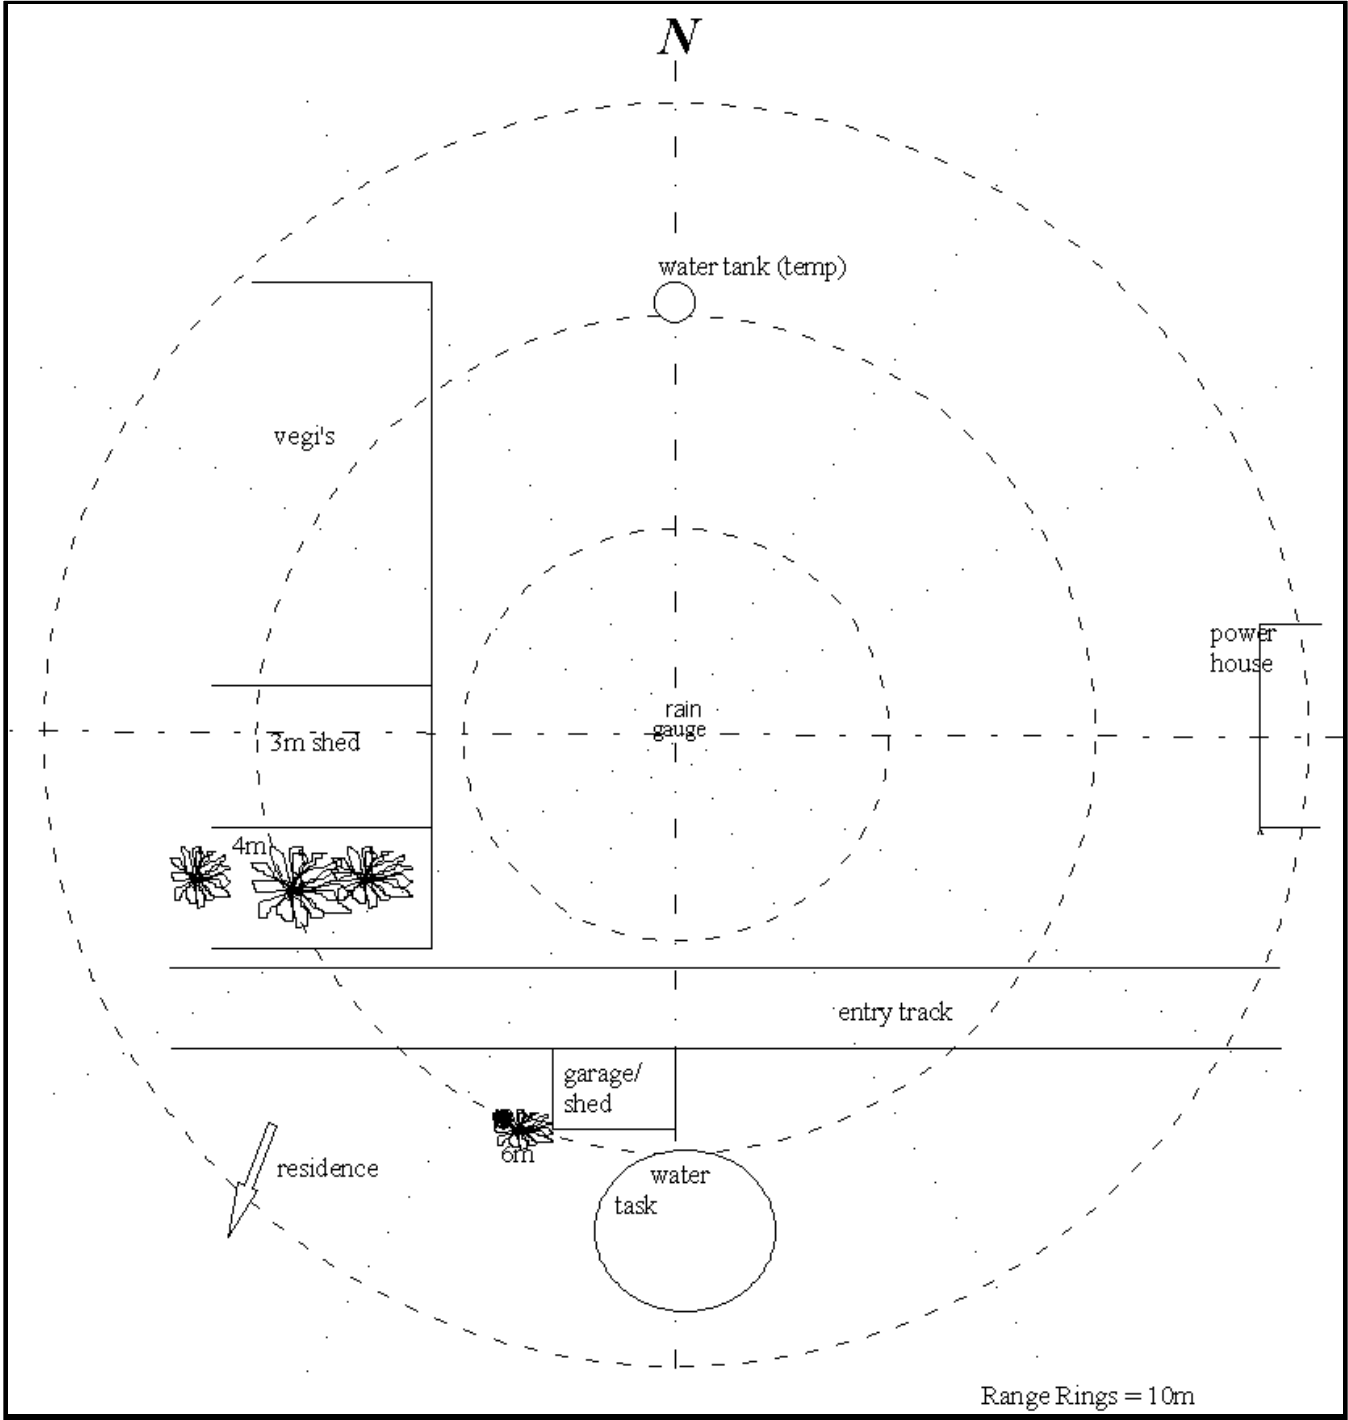 N
water tank (temp)
vegi's
power
house
rain
gauge
3m shed
4m
entry track
garage/
shed
6m
residence
water
task
Range Rings = 10m